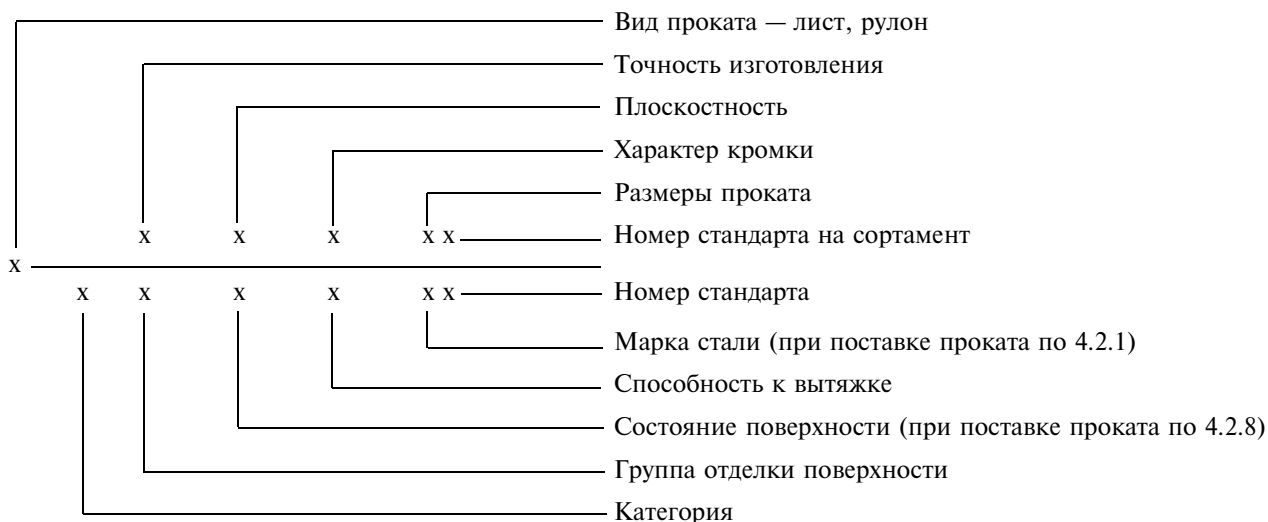 Вид проката — лист, рулон
Точность изготовления
Плоскостность
Характер кромки
Размеры проката
х х х х х Номер стандарта на сортамент
х
х х х х х х Номер стандарта
Марка стали (при поставке проката по 4.2.1)
Способность к вытяжке
Состояние поверхности (при поставке проката по 4.2.8)
Группа отделки поверхности
Категория